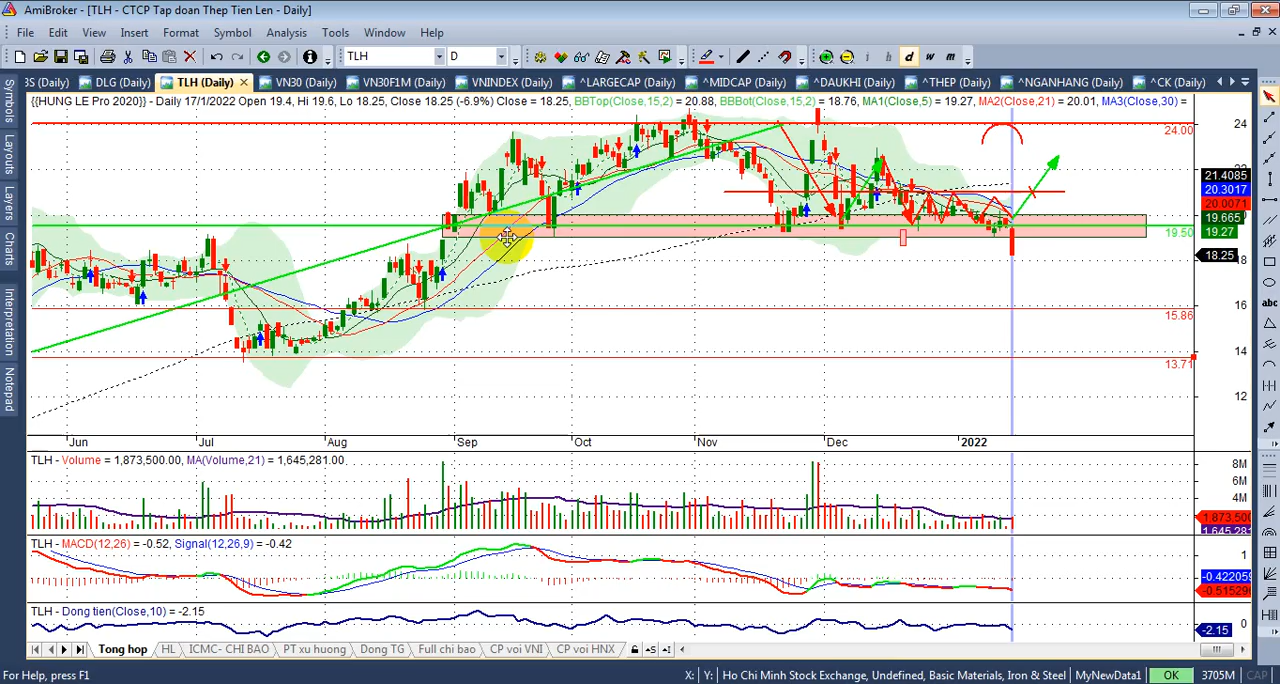 AmiBroker - [TLH - CTCP Tap doan Thep Tien Len - Daily]
File Edit View Insert Format Symbol Analysis Tools Window Help
TLH D d w m
3S (Daily) DLG (Daily) TLH (Daily) VN30 (Daily) VN30F1M (Daily) VNINDEX (Daily) ^LARGECAP (Daily) ^MIDCAP (Daily) ^DAUKHI (Daily) ^THEP (Daily) ^NGANHANG (Daily) ^CK (Daily)
{{HUNG LE Pro 2020}} - Daily 17/1/2022 Open 19.4, Hi 19.6, Lo 18.25, Close 18.25 (-6.9%) Close = 18.25, BBTop(Close,15,2) = 20.88, BBBot(Close,15,2) = 18.76, MA1(Close,5) = 19.27, MA2(Close,21) = 20.01, MA3(Close,30) =
Symbols
Layouts
Layers
Charts
Interpretation
Notepad
abc
24.00
24
22
21.4085
20.3017
20.0071
19.665
19.50
19.27
18.25
18
16
15.86
14
13.71
12
Jun Jul Aug Sep Oct Nov Dec 2022
TLH - Volume = 1,873,500.00, MA(Volume,21) = 1,645,281.00
8M
6M
4M
1,873,500
1,645,281
TLH - MACD(12,26) = -0.52, Signal(12,26,9) = -0.42
1
-0.422059
-0.51529
TLH - Dong tien(Close,10) = -2.15
0
-2.15
Tong hop HL ICMC- CHI BAO PT xu huong Dong TG Full chi bao CP voi VNI CP voi HNX
For Help, press F1 X: Y: Ho Chi Minh Stock Exchange, Undefined, Basic Materials, Iron & Steel MyNewData1 OK 3705M CAP